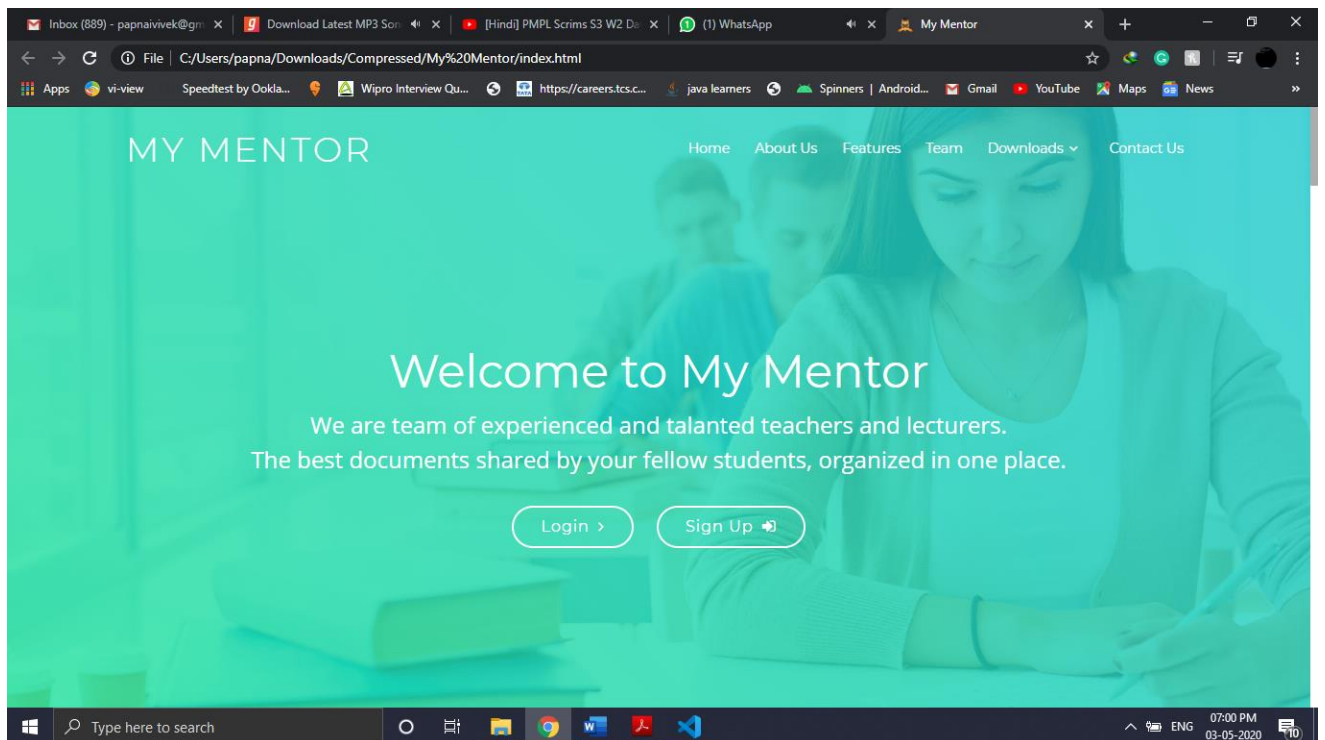 Inbox (889) - papnaivivek@gm
Download Latest MP3 Son
[Hindi] PMPL Scrims S3 W2 Da
(1) WhatsApp
My Mentor
File | C:/Users/papna/Downloads/Compressed/My%20Mentor/index.html
Apps vi-view Speedtest by Ookla... Wipro Interview Qu... https://careers.tcs.c... java learners Spinners | Android... Gmail YouTube Maps News »
MY MENTOR
Home About Us Features Team Downloads Contact Us
Welcome to My Mentor
We are team of experienced and talanted teachers and lecturers.
The best documents shared by your fellow students, organized in one place.
Login > Sign Up
Type here to search
ENG
07:00 PM
03-05-2020
10